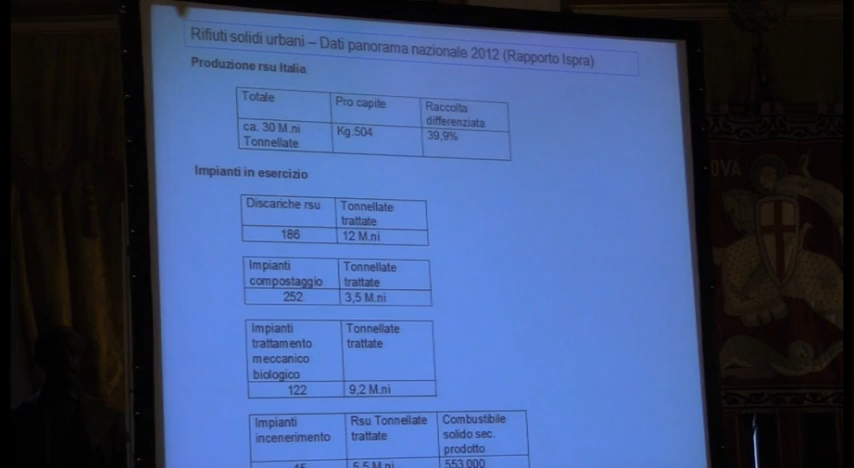 Rifiuti solidi urbani – Dati panorama nazionale 2012 (Rapporto Ispra)
Produzione rsu Italia
Totale Pro capite Raccolta
differenziata
ca. 30 M.ni Kg.504 39,9%
Tonnellate
Impianti in esercizio
Discariche rsu Tonnellate
trattate
186 12 M.ni
Impianti Tonnellate
compostaggio trattate
252 3,5 M.ni
Impianti Tonnellate
trattamento trattate
meccanico
biologico
122 9,2 M.ni
Impianti Rsu Tonnellate Combustibile
incenerimento trattate solido sec.
prodotto
45 5,5 M.ni 553.000
OVA